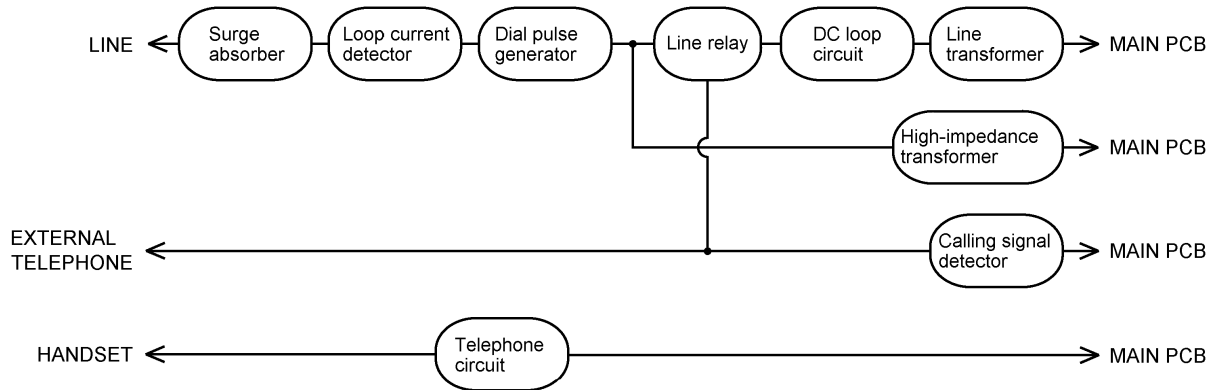 LINE
Surge
absorber
Loop current
detector
Dial pulse
generator
Line relay
DC loop
circuit
Line
transformer
MAIN PCB
High-impedance
transformer
MAIN PCB
EXTERNAL
TELEPHONE
Calling signal
detector
MAIN PCB
HANDSET
Telephone
circuit
MAIN PCB